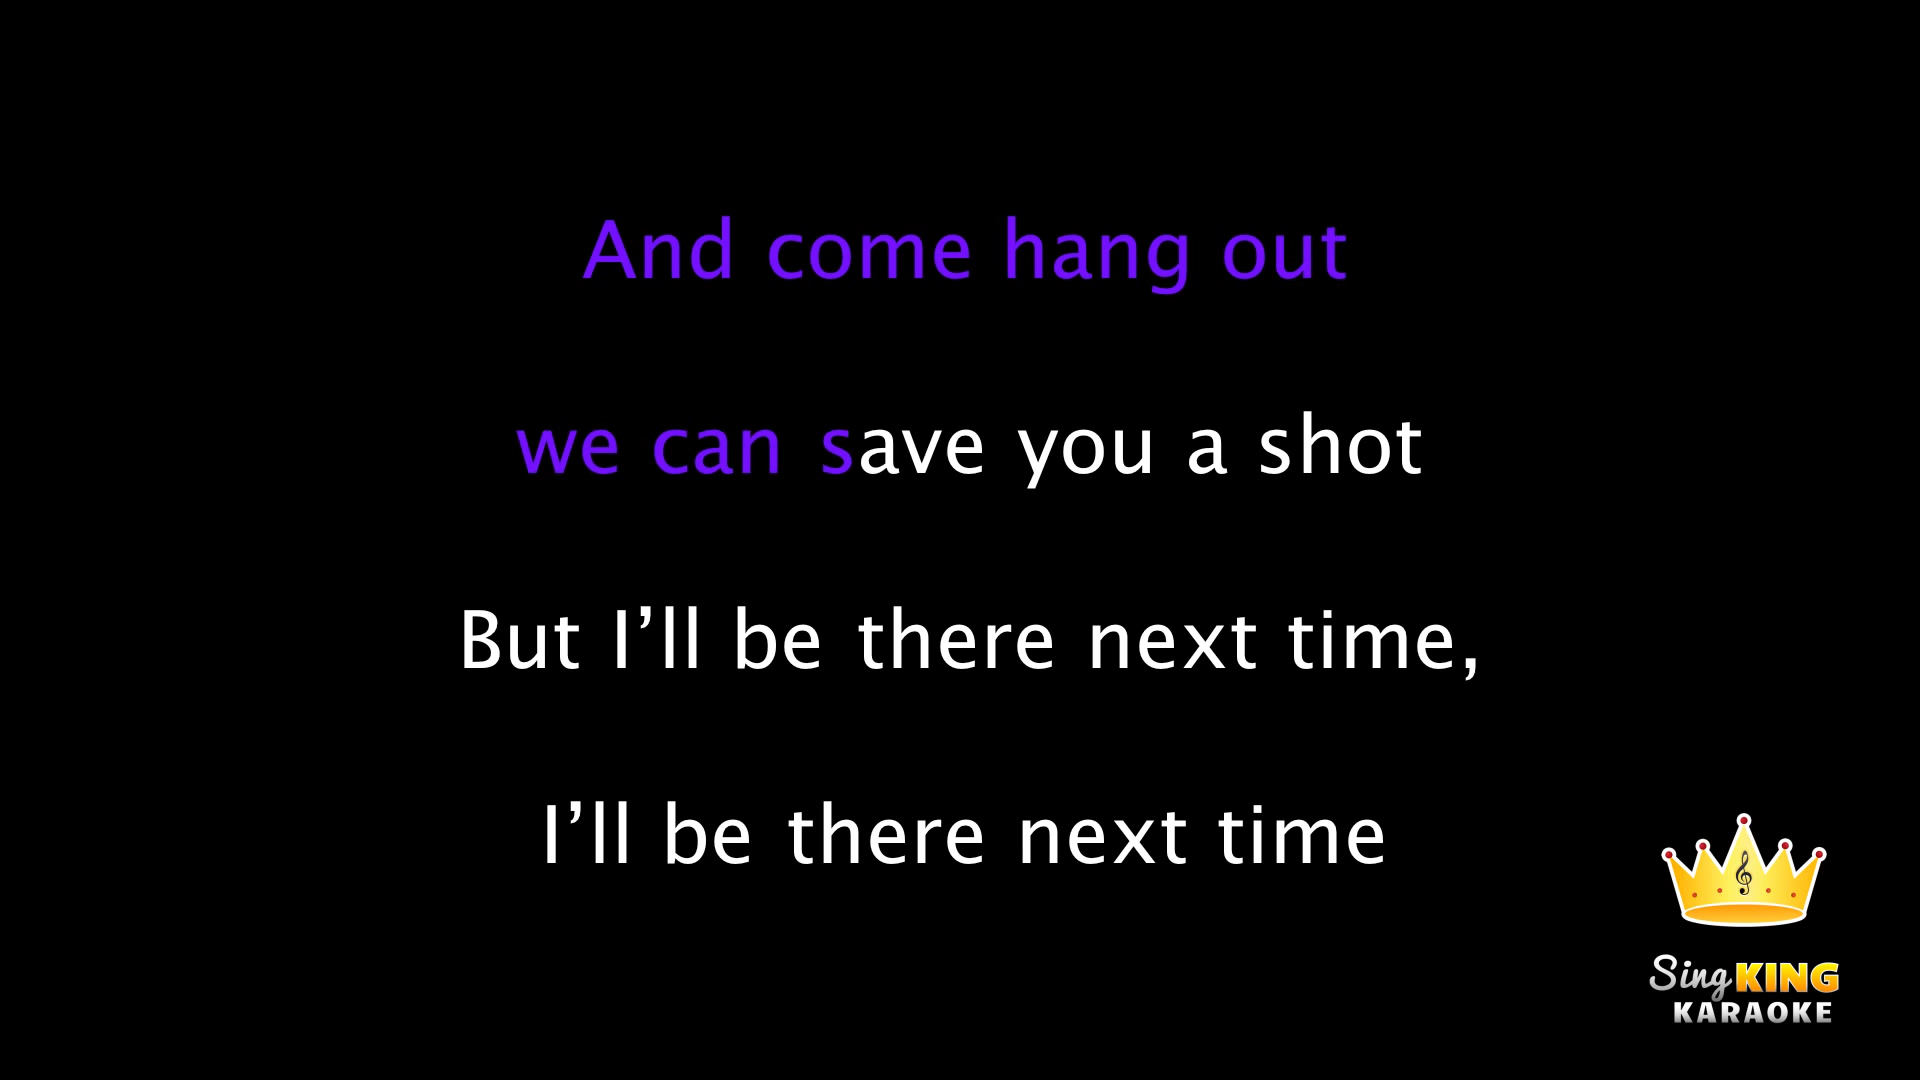 And come hang out
we can save you a shot
But I’ll be there next time,
I’ll be there next time
Sing KING
KARAOKE